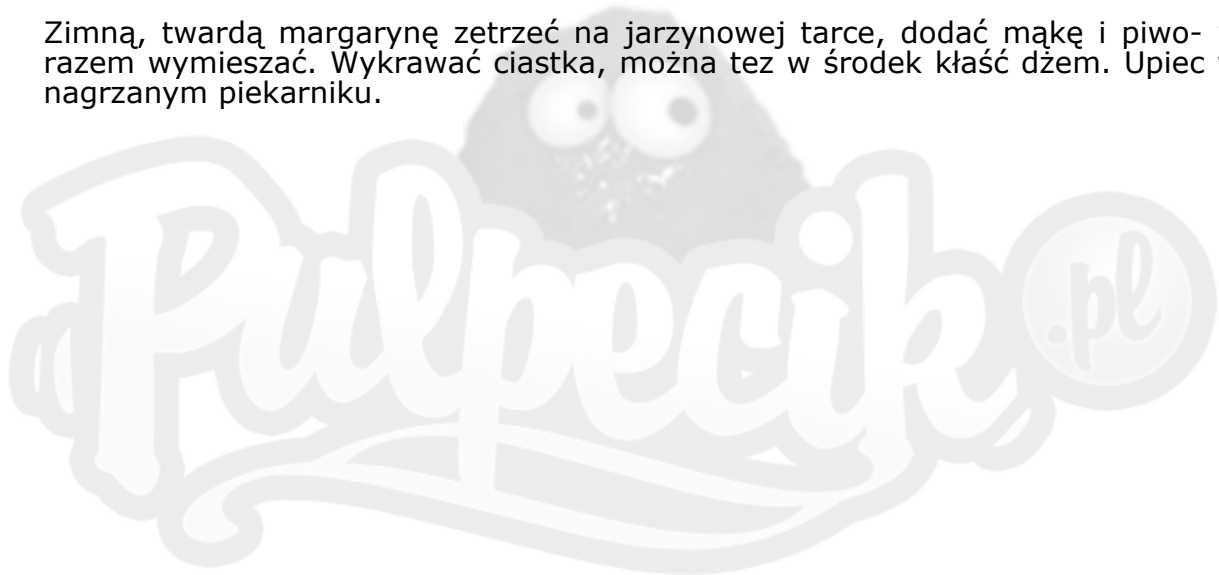 Zimną, twardą margarynę zetrzeć na jarzynowej tarce, dodać mąkę i piwo-
razem wymieszać. Wykrawać ciastka, można tez w środek kłaść dżem. Upiec
nagrzanym piekarniku.
Pulpecik
.pl